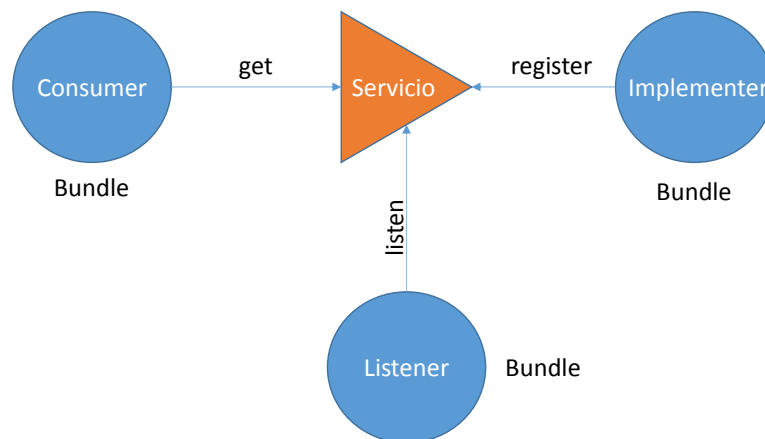 get
register
Consumer
Servicio
Implementer
Bundle
Bundle
listen
Listener
Bundle